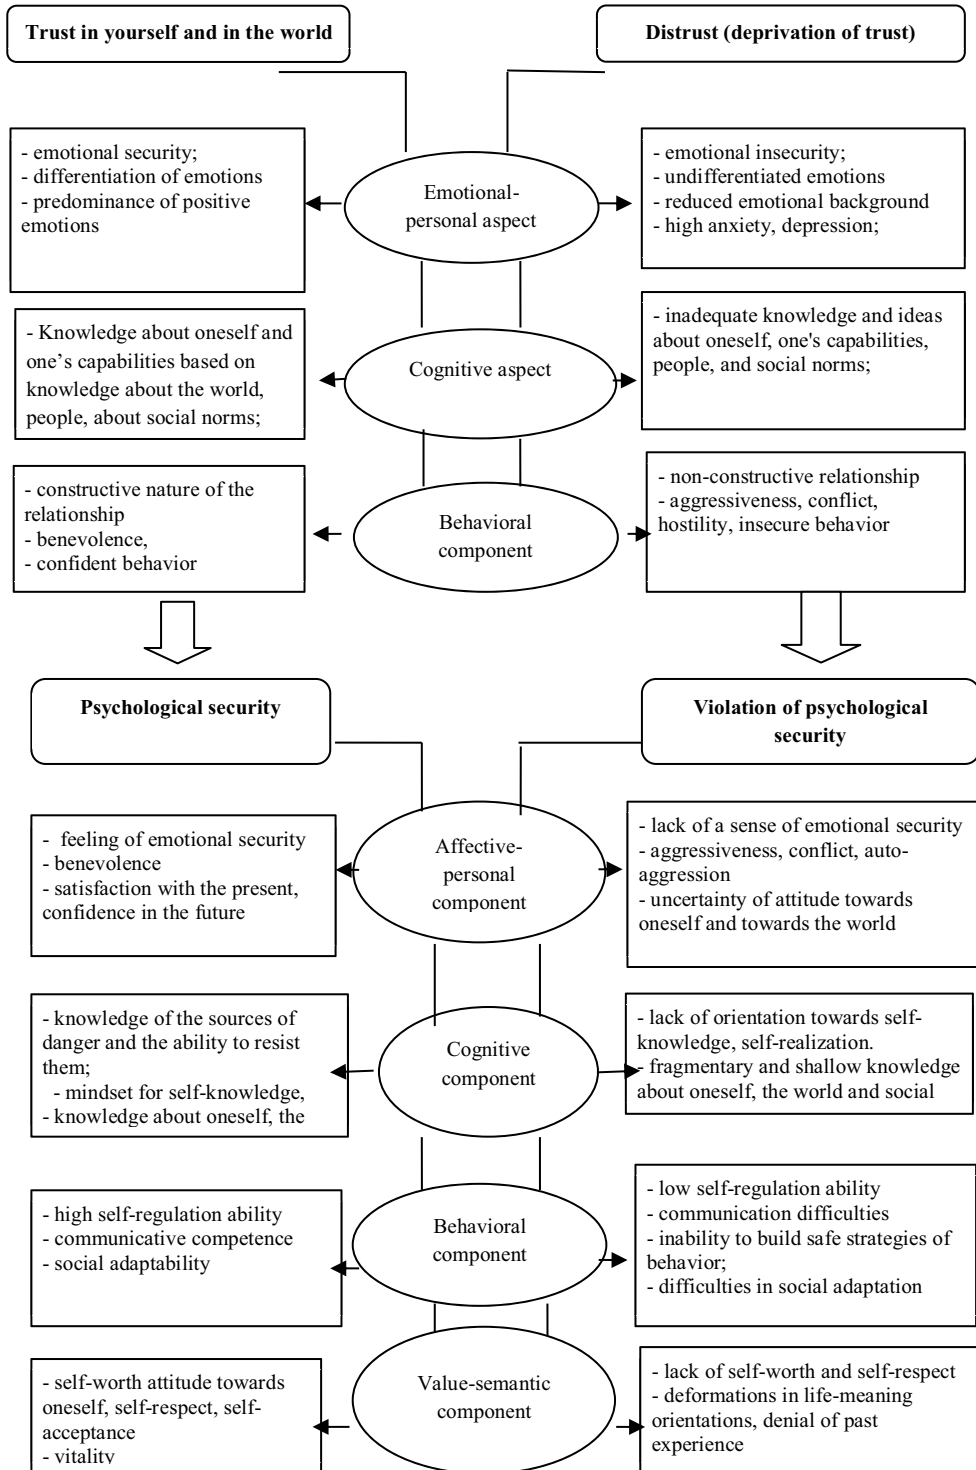 Trust in yourself and in the world
Distrust (deprivation of trust)
- emotional security;
- differentiation of emotions
- predominance of positive
emotions
Emotional-
personal aspect
- emotional insecurity;
- undifferentiated emotions
- reduced emotional background
- high anxiety, depression;
- Knowledge about oneself and
one’s capabilities based on
knowledge about the world,
people, about social norms;
Cognitive aspect
- inadequate knowledge and ideas
about oneself, one's capabilities,
people, and social norms;
- constructive nature of the
relationship
- benevolence,
- confident behavior
Behavioral
component
- non-constructive relationship
- aggressiveness, conflict,
hostility, insecure behavior
Psychological security
Violation of psychological
security
- feeling of emotional security
- benevolence
- satisfaction with the present,
confidence in the future
Affective-
personal
component
- lack of a sense of emotional security
- aggressiveness, conflict, auto-
aggression
- uncertainty of attitude towards
oneself and towards the world
- knowledge of the sources of
danger and the ability to resist
them;
- mindset for self-knowledge,
- knowledge about oneself, the
Cognitive
component
- lack of orientation towards self-
knowledge, self-realization.
- fragmentary and shallow knowledge
about oneself, the world and social
- high self-regulation ability
- communicative competence
- social adaptability
Behavioral
component
- low self-regulation ability
- communication difficulties
- inability to build safe strategies of
behavior;
- difficulties in social adaptation
- self-worth attitude towards
oneself, self-respect, self-
acceptance
- vitality
Value-semantic
component
- lack of self-worth and self-respect
- deformations in life-meaning
orientations, denial of past
experience